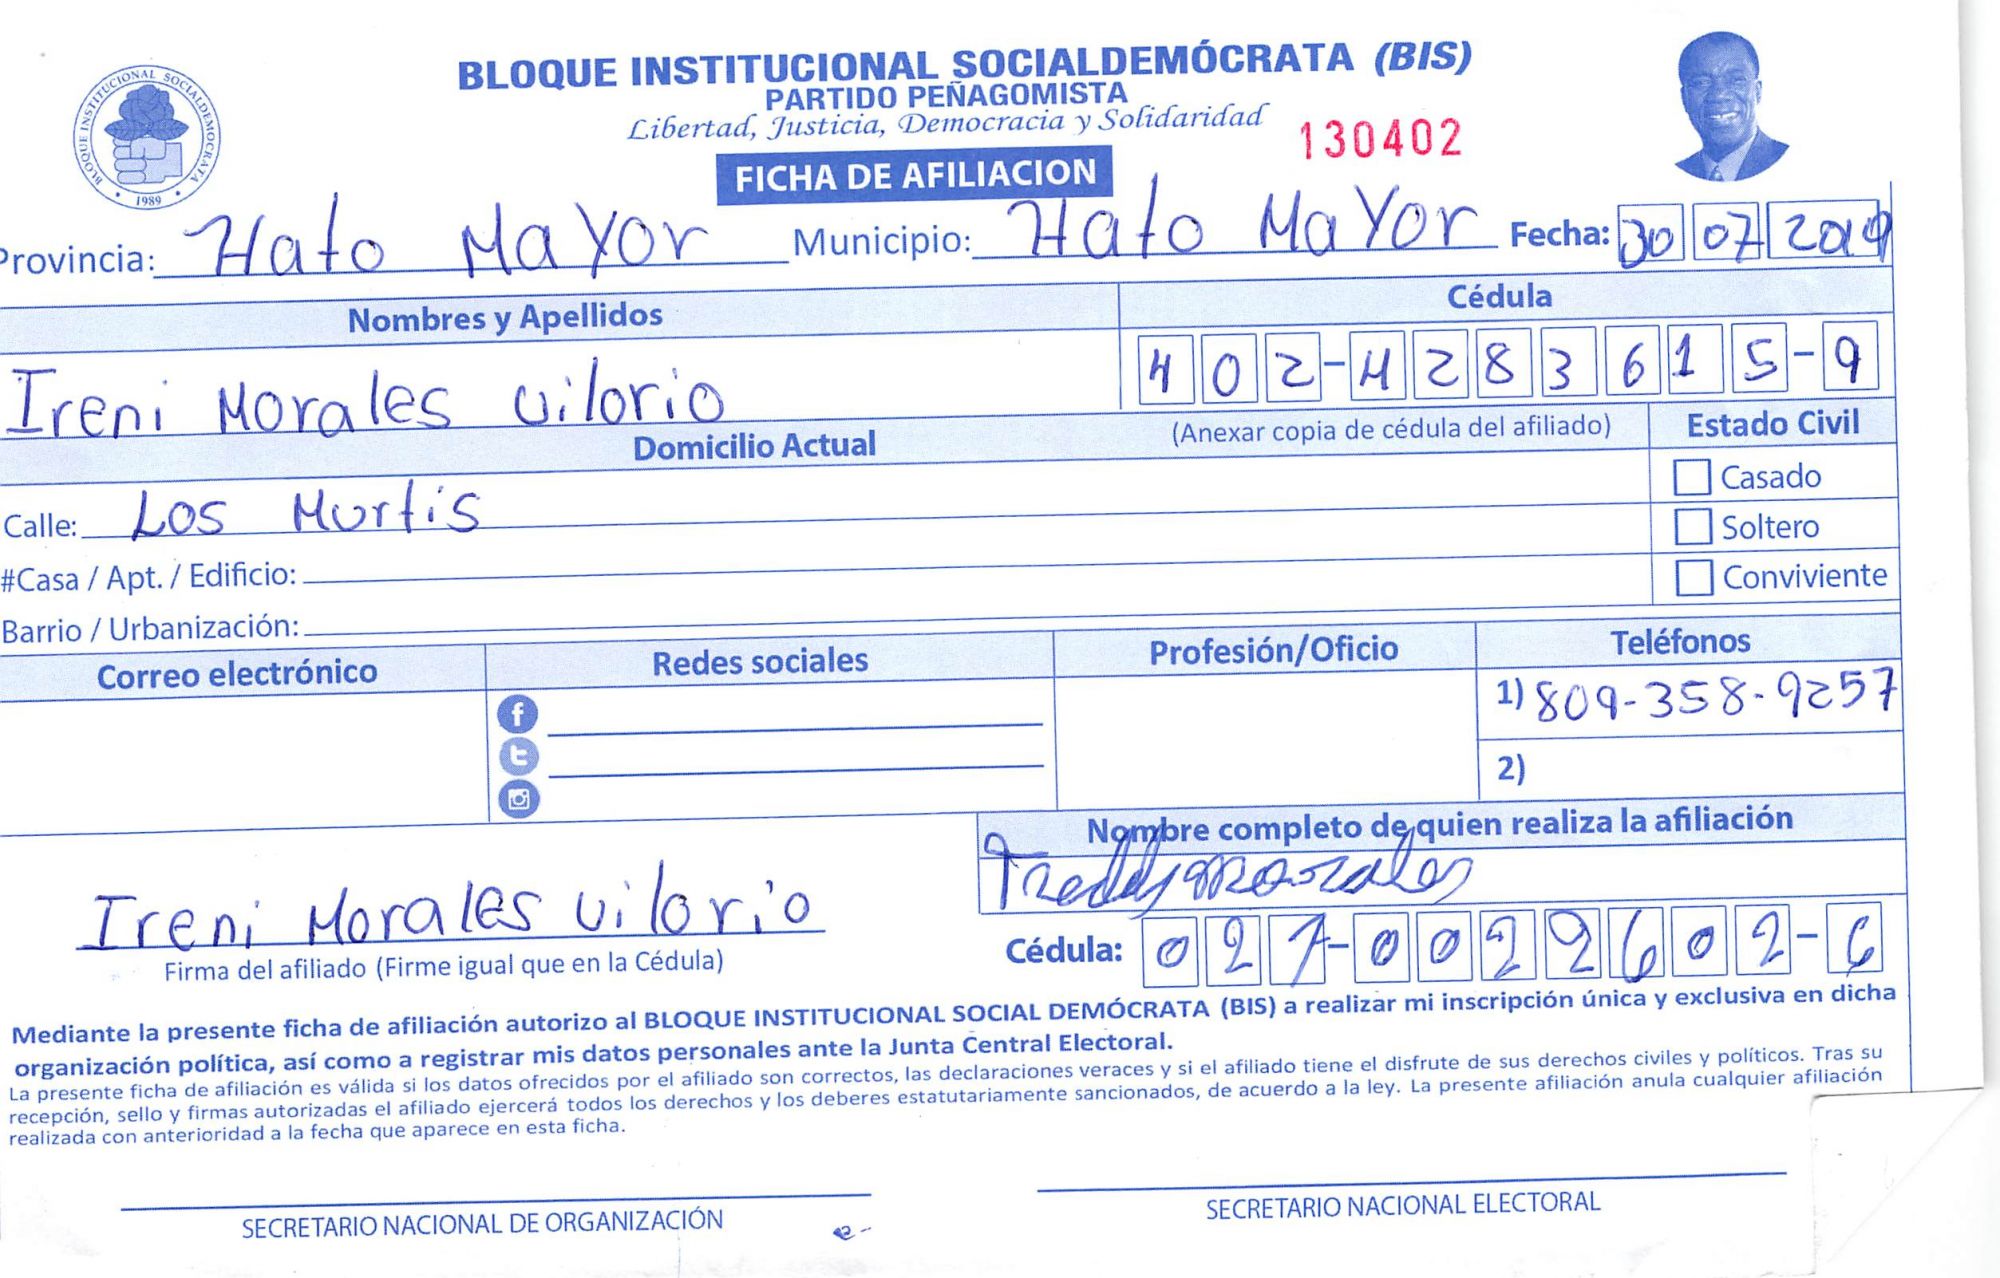 BLOQUE INSTITUCIONAL SOCIALDEMÓCRATA (BIS)
PARTIDO PEÑAGOMISTA
Libertad, Justicia, Democracia y Solidaridad
130402
BLOQUE INSTITUCIONAL SOCIALDEMOCRATA
1989
FICHA DE AFILIACION
Provincia: Hato Mayor Municipio: Hato Mayor Fecha: 30 07 2019
Nombres y Apellidos Cédula
Ireni Morales Vilorio 402-4283615-9
Domicilio Actual (Anexar copia de cédula del afiliado) Estado Civil
Calle: Los Murtis Casado
Soltero
#Casa / Apt. / Edificio: Conviviente
Barrio / Urbanización:
Correo electrónico Redes sociales Profesión/Oficio Teléfonos
1) 809-358-9257
2)
Nombre completo de quien realiza la afiliación
Freddy Morales
Ireni Morales Vilorio Cédula: 027-0022602-6
Firma del afiliado (Firme igual que en la Cédula)
Mediante la presente ficha de afiliación autorizo al BLOQUE INSTITUCIONAL SOCIAL DEMÓCRATA (BIS) a realizar mi inscripción única y exclusiva en dicha
organización política, así como a registrar mis datos personales ante la Junta Central Electoral.
La presente ficha de afiliación es válida si los datos ofrecidos por el afiliado son correctos, las declaraciones veraces y si el afiliado tiene el disfrute de sus derechos civiles y políticos. Tras su
recepción, sello y firmas autorizadas el afiliado ejercerá todos los derechos y los deberes estatutariamente sancionados, de acuerdo a la ley. La presente afiliación anula cualquier afiliación
realizada con anterioridad a la fecha que aparece en esta ficha.
SECRETARIO NACIONAL DE ORGANIZACIÓN SECRETARIO NACIONAL ELECTORAL